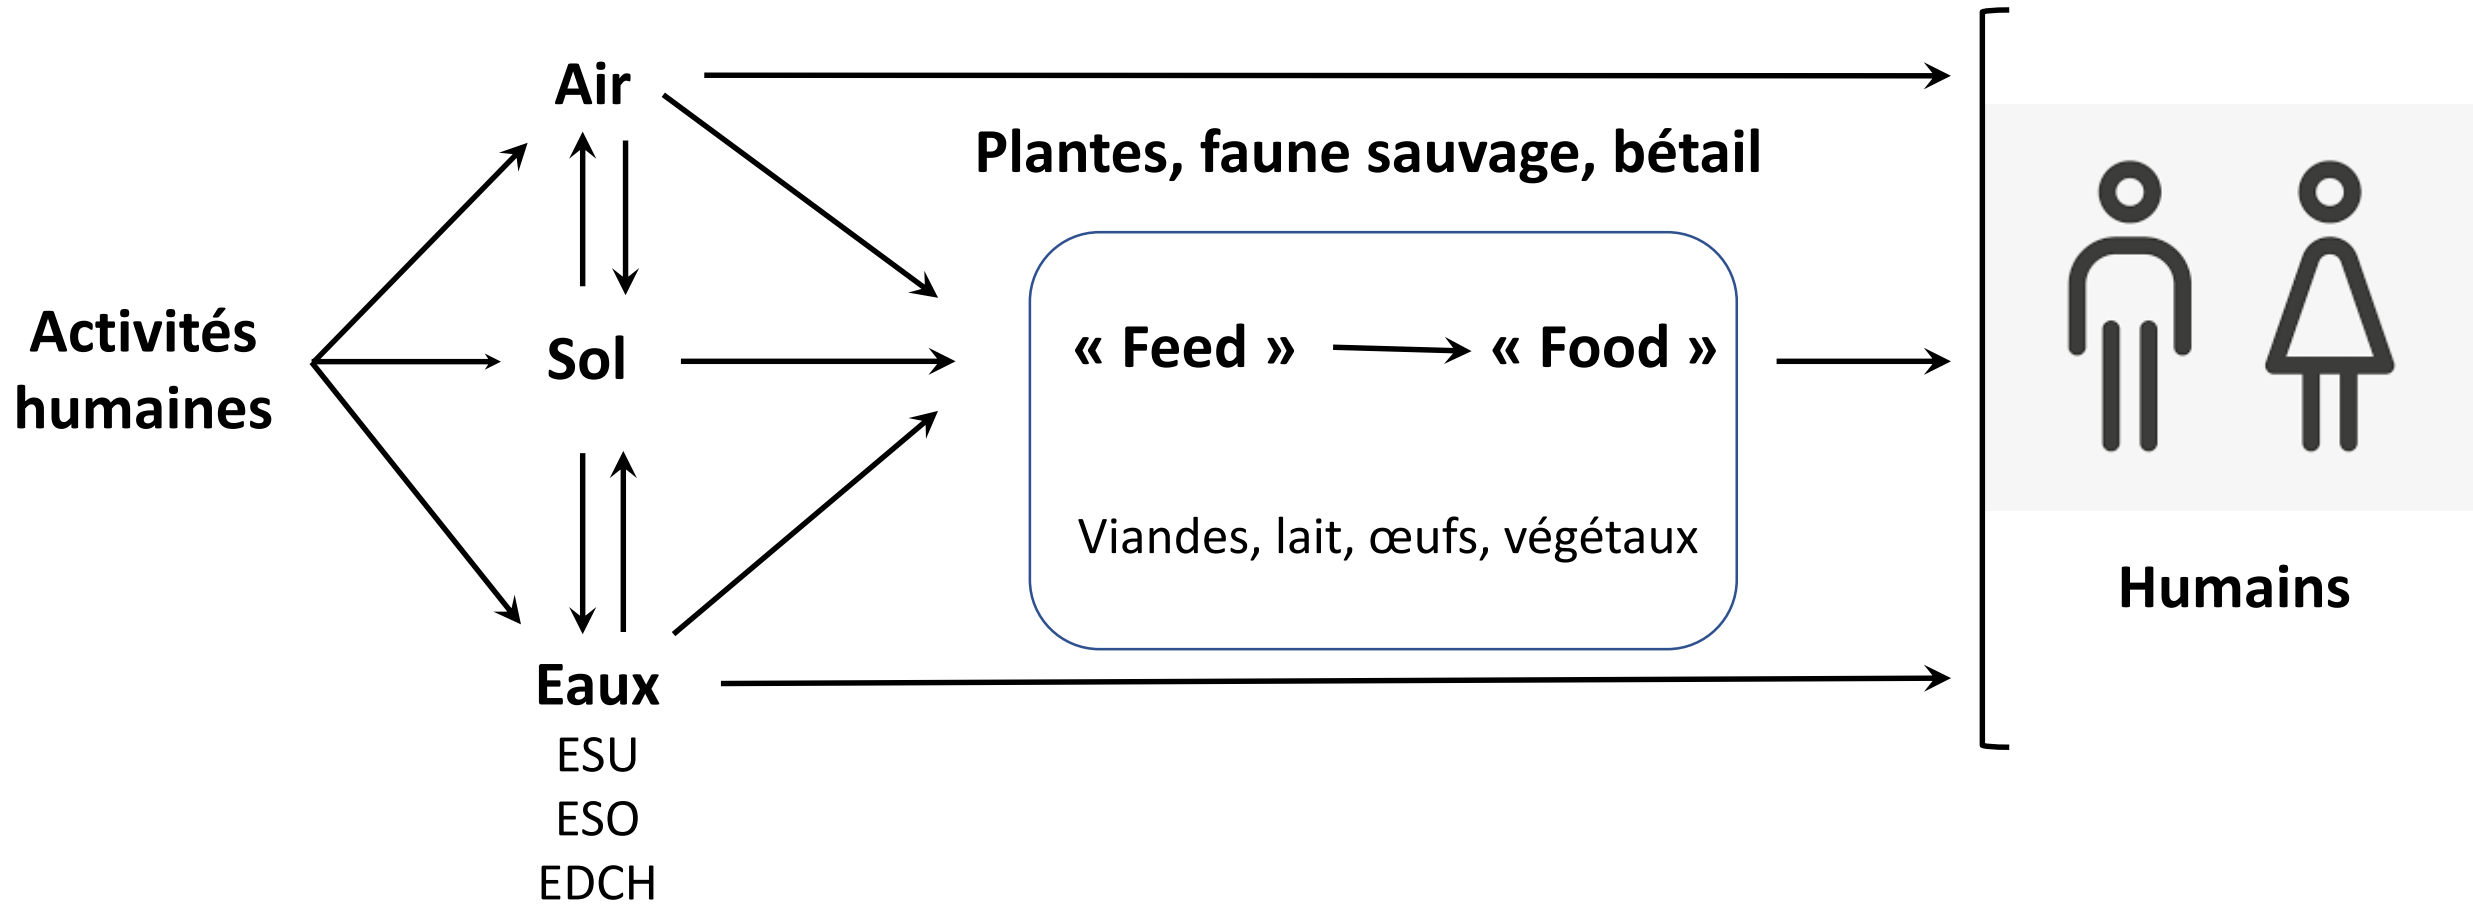 Air
Plantes, faune sauvage, bétail
Activités
humaines
Sol
« Feed »
« Food »
Viandes, lait, œufs, végétaux
Humains
Eaux
ESU
ESO
EDCH